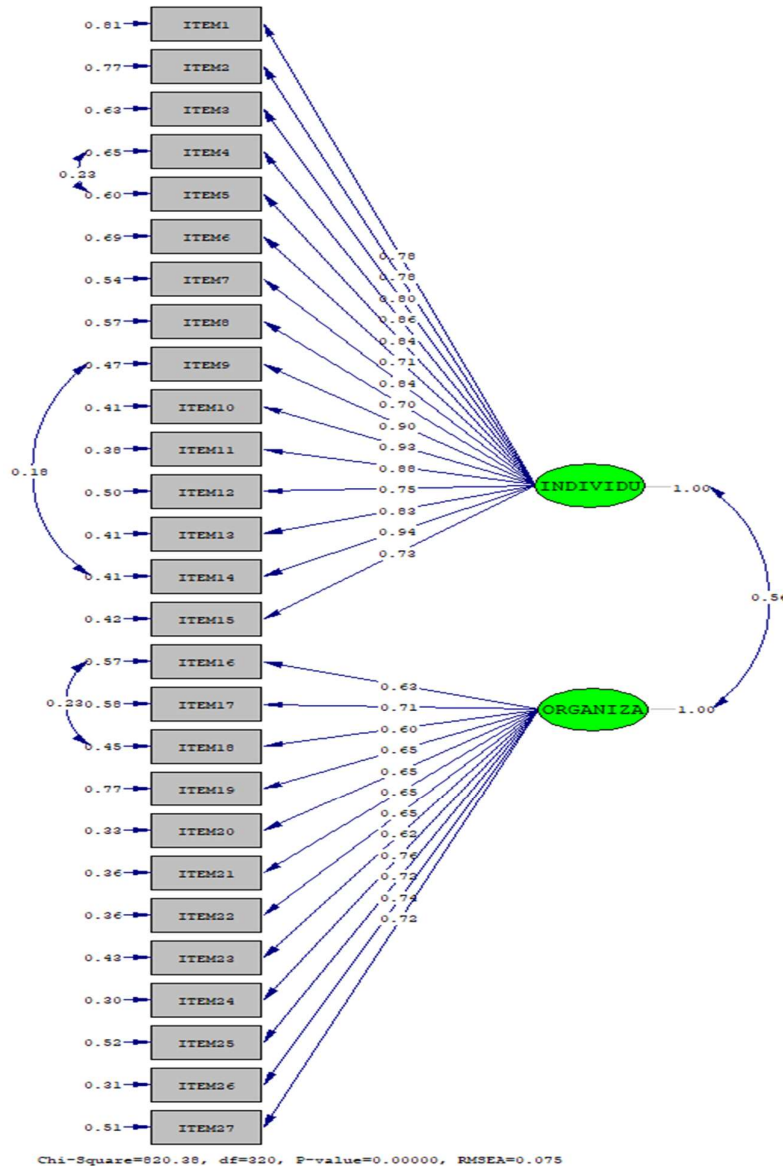 0.81 ITEM1
0.77 ITEM2
0.63 ITEM3
0.65 ITEM4
0.23
0.60 ITEM5
0.69 ITEM6
0.54 ITEM7
0.57 ITEM8
0.47 ITEM9
0.41 ITEM10
0.38 ITEM11
0.18
0.50 ITEM12
0.41 ITEM13
0.41 ITEM14
0.42 ITEM15
0.57 ITEM16
0.23 0.58 ITEM17
0.45 ITEM18
0.77 ITEM19
0.33 ITEM20
0.36 ITEM21
0.36 ITEM22
0.43 ITEM23
0.30 ITEM24
0.52 ITEM25
0.31 ITEM26
0.51 ITEM27
0.78
0.78
0.80
0.86
0.84
0.71
0.84
0.70
0.90
0.93
0.88
0.75
0.83
0.94
0.73
0.63
0.71
0.60
0.65
0.65
0.65
0.65
0.62
0.76
0.72
0.74
0.72
INDIVIDU 1.00
ORGANIZA 1.00
Chi-Square=820.38, df=320, P-value=0.00000, RMSEA=0.075